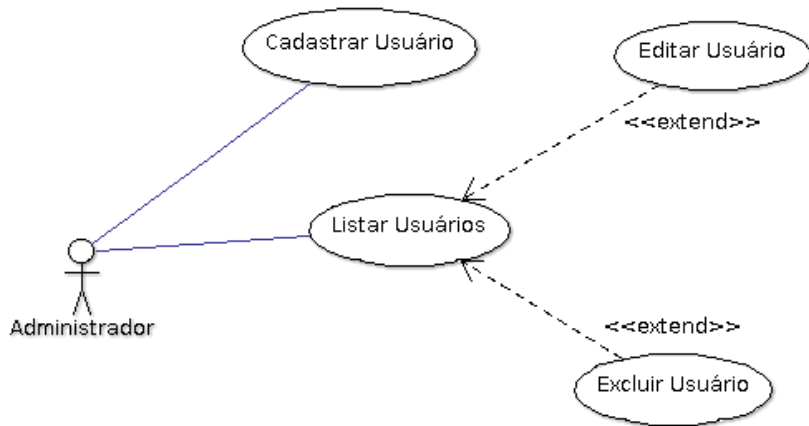 Cadastrar Usuário
Editar Usuário
<<extend>>
Listar Usuários
Administrador
<<extend>>
Excluir Usuário